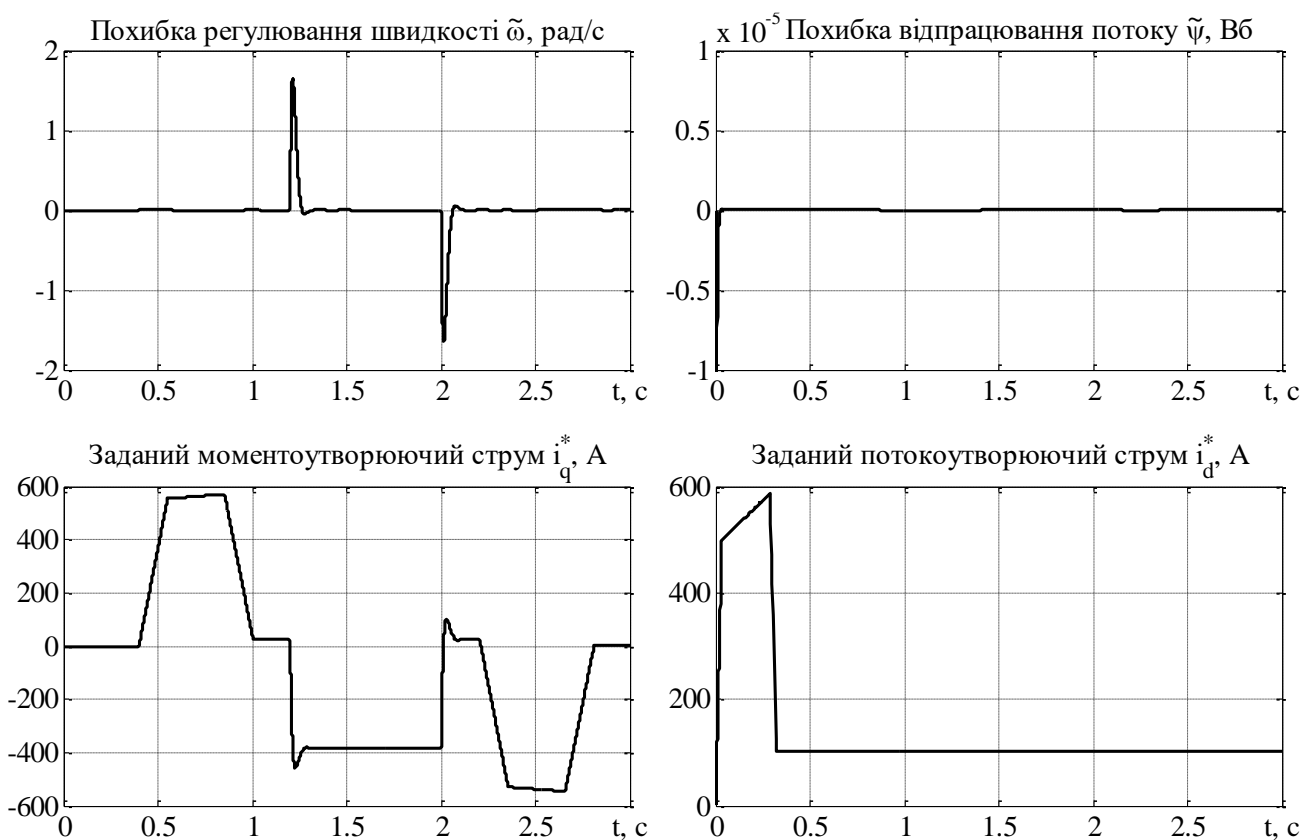 Похибка регулювання швидкості ω̃, рад/с
2
1
0
-1
-2
0 0.5 1 1.5 2 2.5 t, с
x 10^-5 Похибка відпрацювання потоку ψ̃, Вб
1
0.5
0
-0.5
-1
0 0.5 1 1.5 2 2.5 t, с
Заданий моментоутворюючий струм i_q^*, А
600
400
200
0
-200
-400
-600
0 0.5 1 1.5 2 2.5 t, с
Заданий потокоутворюючий струм i_d^*, А
600
400
200
0
0 0.5 1 1.5 2 2.5 t, с